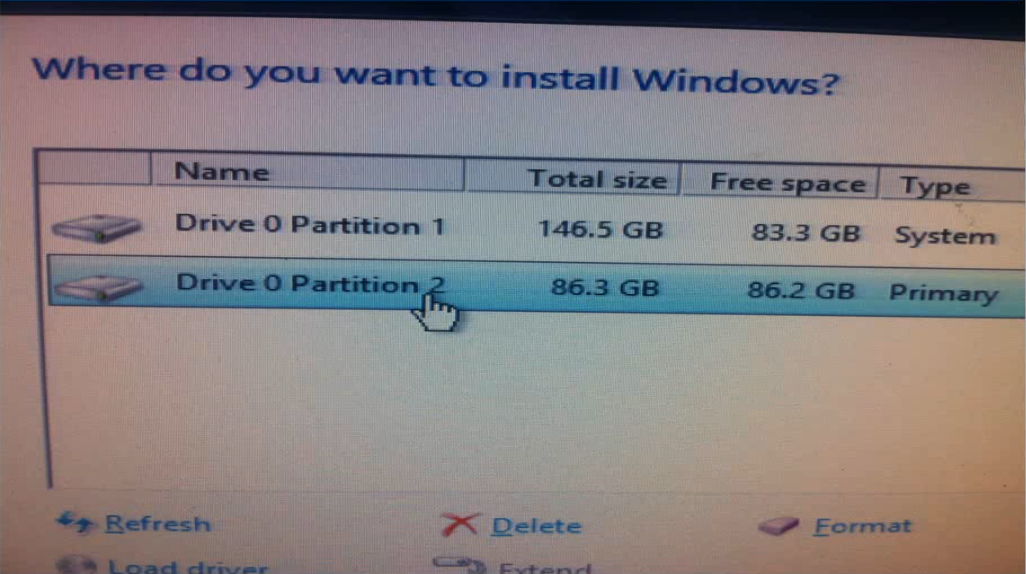 Where do you want to install Windows?
Name Total size Free space Type
Drive 0 Partition 1 146.5 GB 83.3 GB System
Drive 0 Partition 2 86.3 GB 86.2 GB Primary
Refresh Delete Format
Load driver Extend